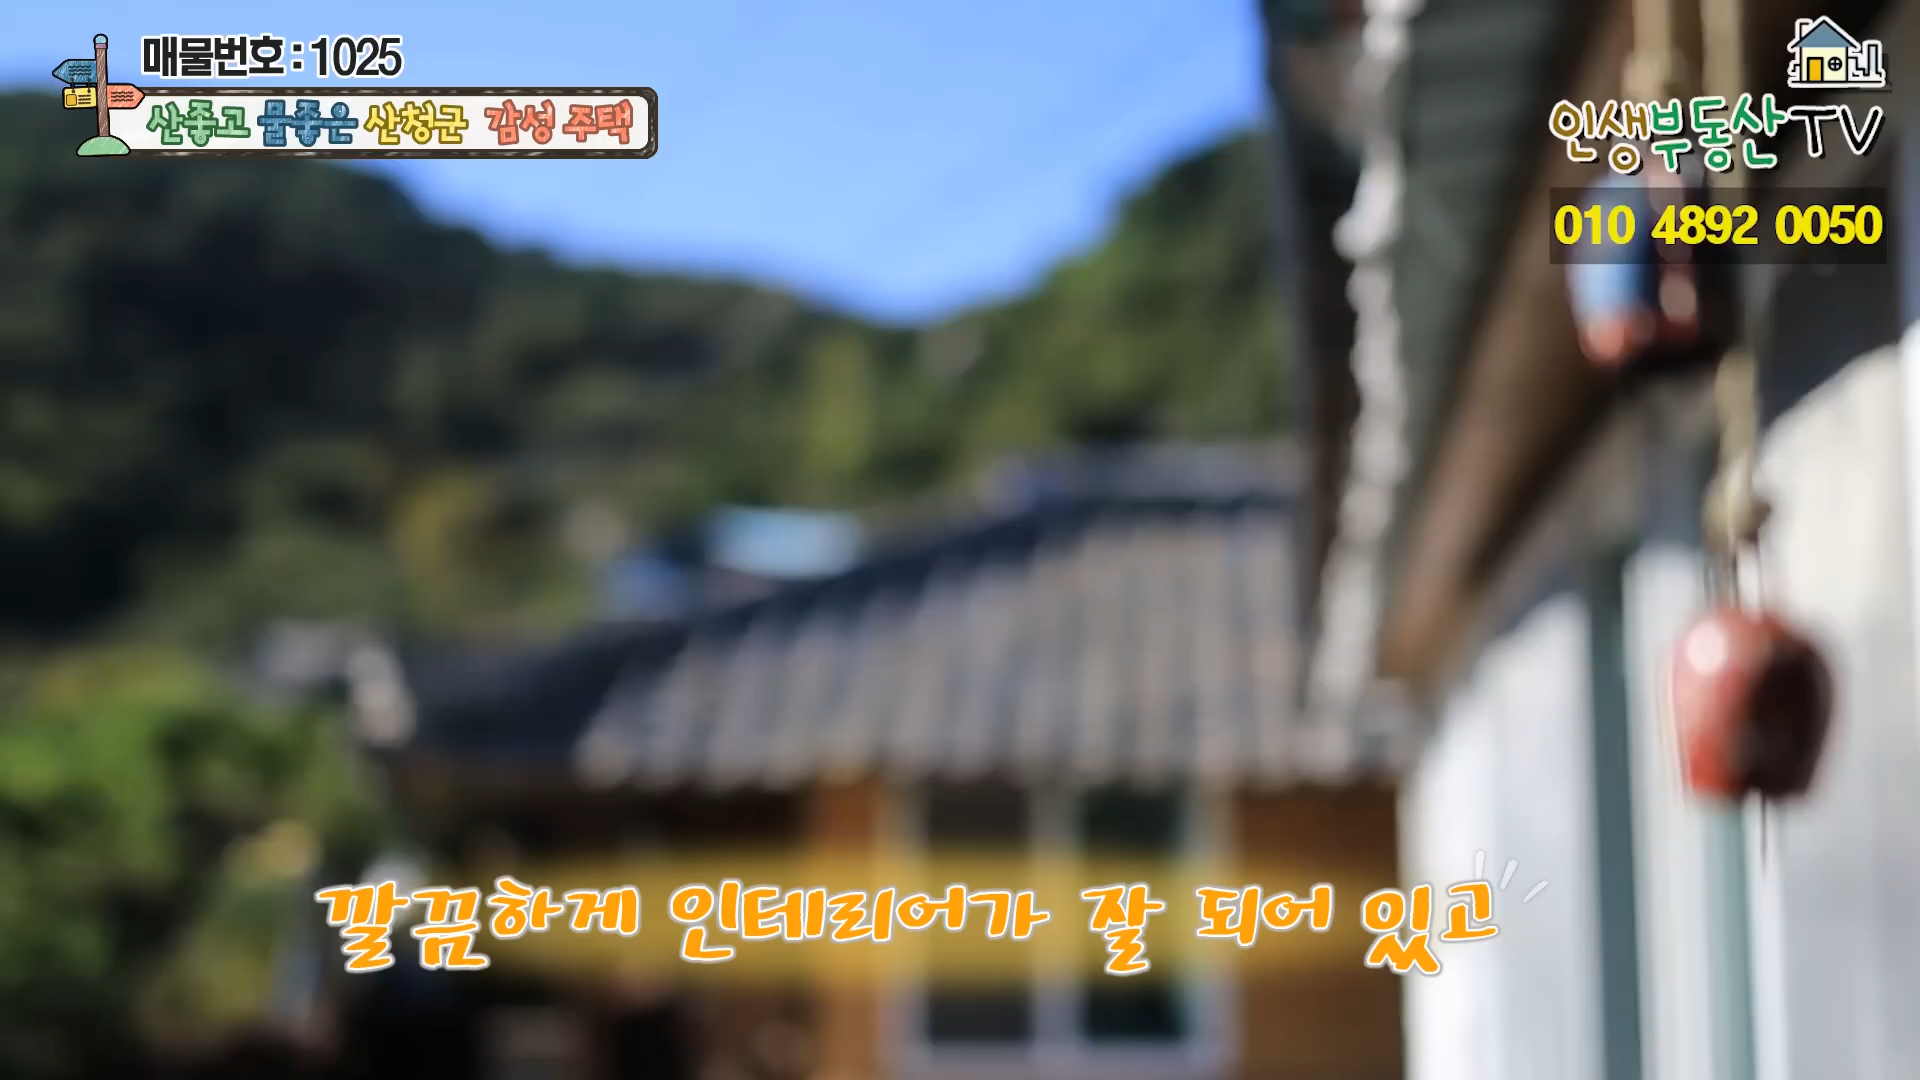 매물번호 : 1025
산좋고 물좋은 산청군 감성 주택
인생부동산TV
010 4892 0050
깔끔하게 인테리어가 잘 되어 있고